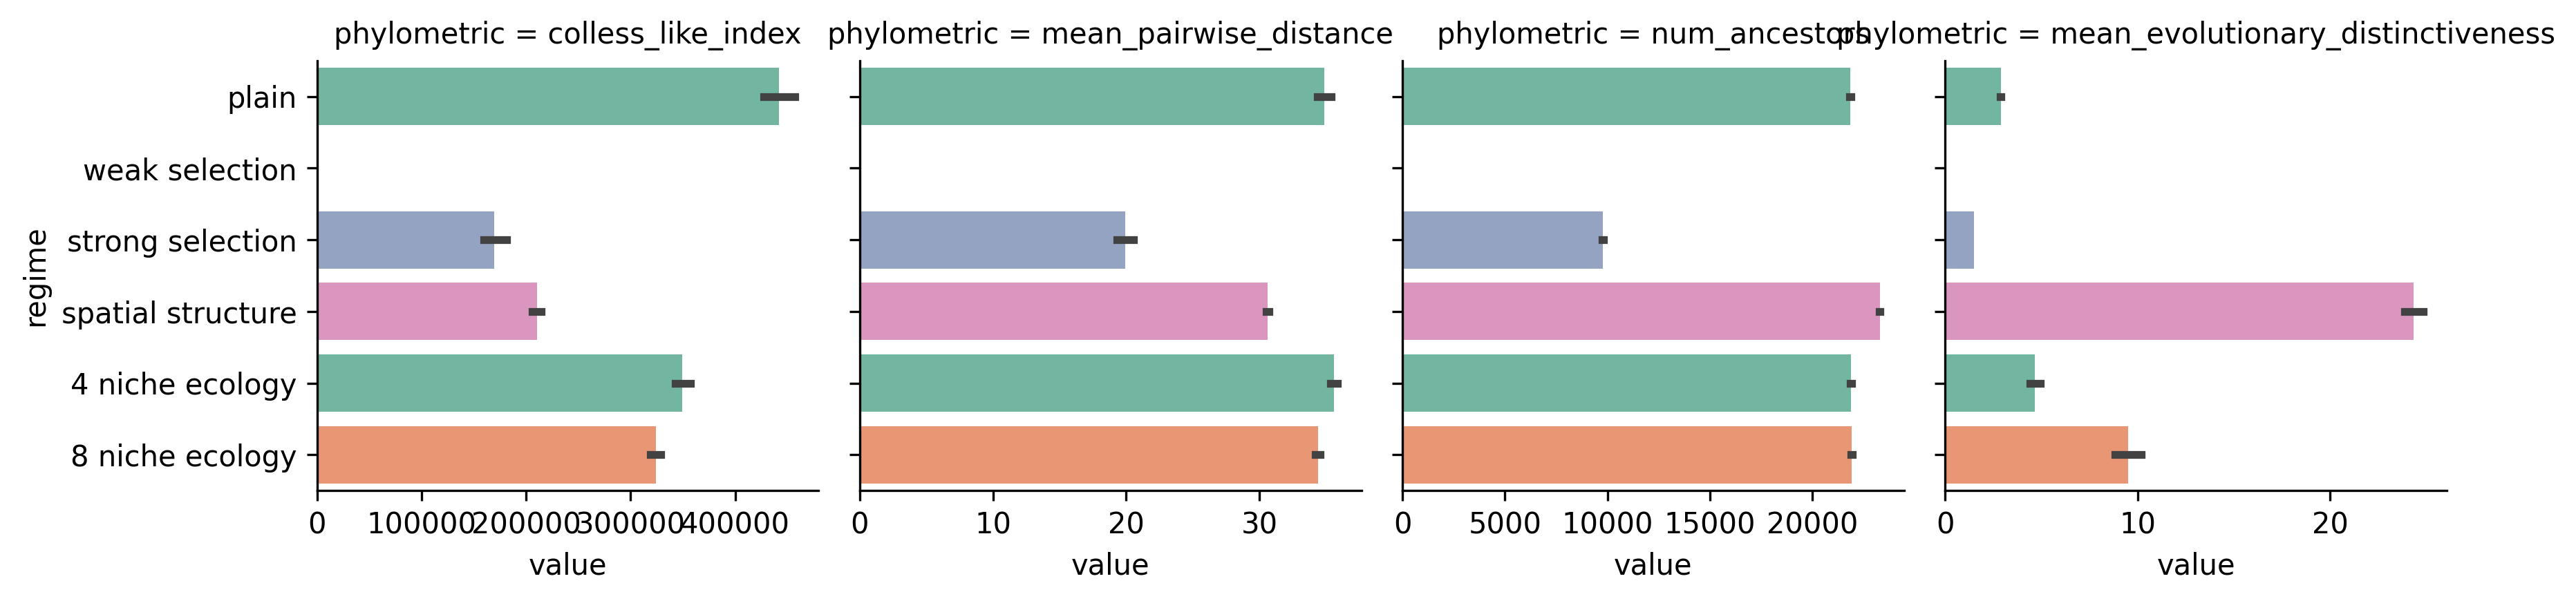 phylometric = colless_like_index
phylometric = mean_pairwise_distance
phylometric = num_ancestors
phylometric = mean_evolutionary_distinctiveness
regime
plain
weak selection
strong selection
spatial structure
4 niche ecology
8 niche ecology
0 100000 200000 300000 400000
value
0 10 20 30
value
0 5000 10000 15000 20000
value
0 10 20
value